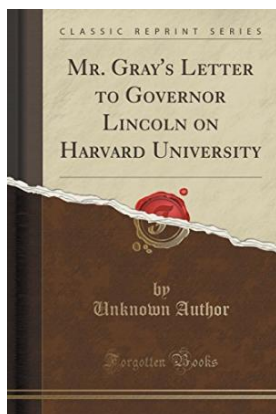 CLASSIC REPRINT SERIES
MR. GRAY'S LETTER
TO GOVERNOR
LINCOLN ON
HARVARD UNIVERSITY
by
Unknown Author
Forgotten Books